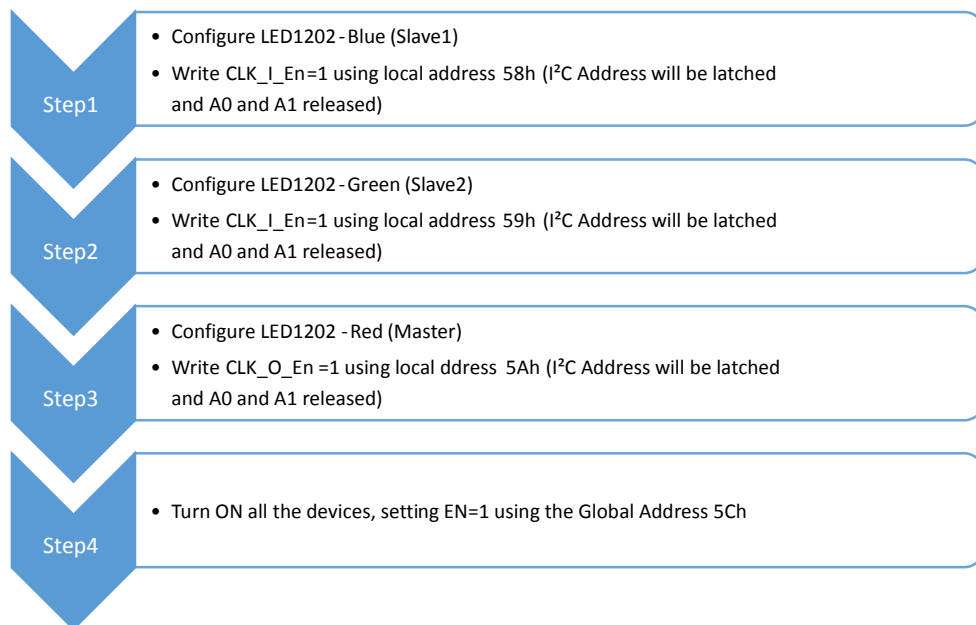 Step1
• Configure LED1202-Blue (Slave1)
• Write CLK_I_En=1 using local address 58h (I²C Address will be latched
and A0 and A1 released)
Step2
• Configure LED1202-Green (Slave2)
• Write CLK_I_En=1 using local address 59h (I²C Address will be latched
and A0 and A1 released)
Step3
• Configure LED1202 -Red (Master)
• Write CLK_O_En =1 using local ddress 5Ah (I²C Address will be latched
and A0 and A1 released)
Step4
• Turn ON all the devices, setting EN=1 using the Global Address 5Ch